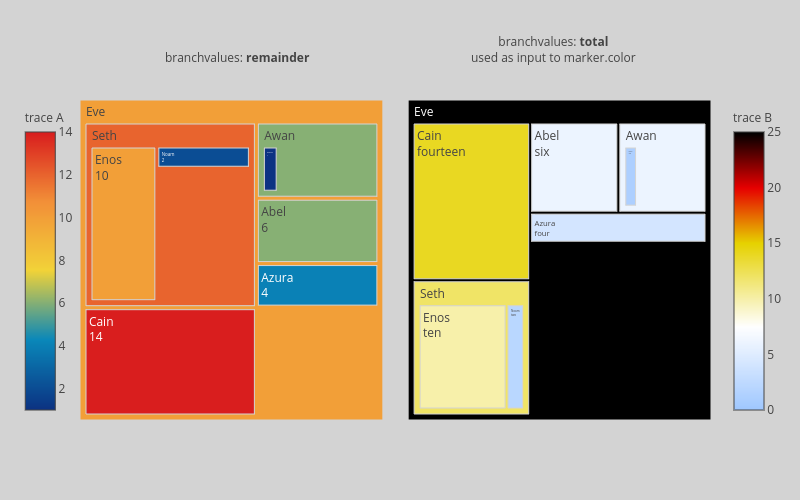 branchvalues: remainder
branchvalues: total
used as input to marker.color
trace A
14
12
10
8
6
4
2
Eve
Seth
Enos
10
Noam
2
Awan
Abel
6
Azura
4
Cain
14
Eve
Cain
fourteen
Abel
six
Awan
Azura
four
Seth
Enos
ten
trace B
25
20
15
10
5
0